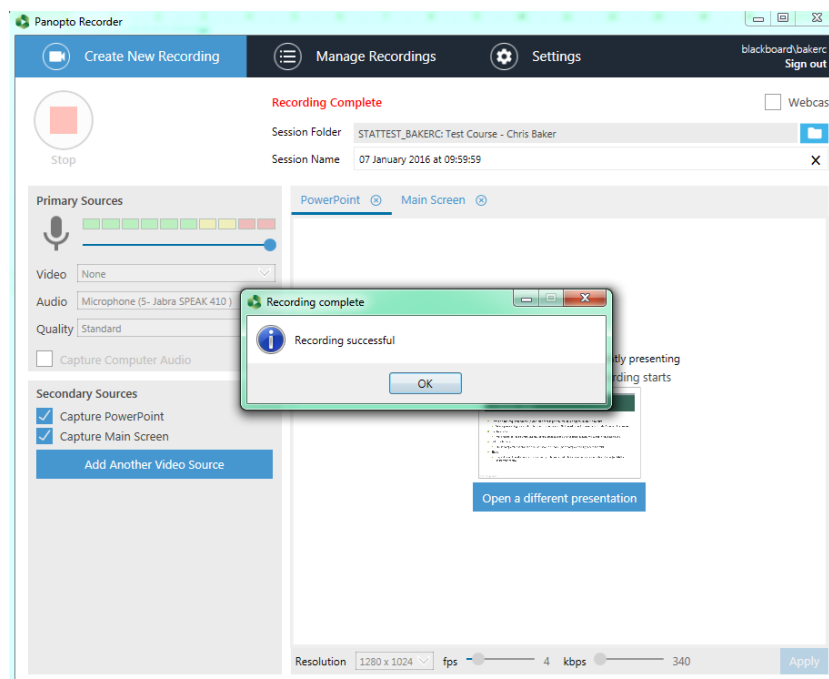 Panopto Recorder
Create New Recording
Manage Recordings
Settings
blackboard\bakerc
Sign out
Recording Complete
Webcas
Session Folder
STATTEST_BAKERC: Test Course - Chris Baker
Session Name
07 January 2016 at 09:59:59
Stop
Primary Sources
PowerPoint
Main Screen
Video None
Audio Microphone (5- Jabra SPEAK 410 )
Quality Standard
Capture Computer Audio
Recording complete
Recording successful
OK
tly presenting
rding starts
Secondary Sources
Capture PowerPoint
Capture Main Screen
Add Another Video Source
Open a different presentation
Resolution 1280 x 1024 fps 4 kbps 340 Apply